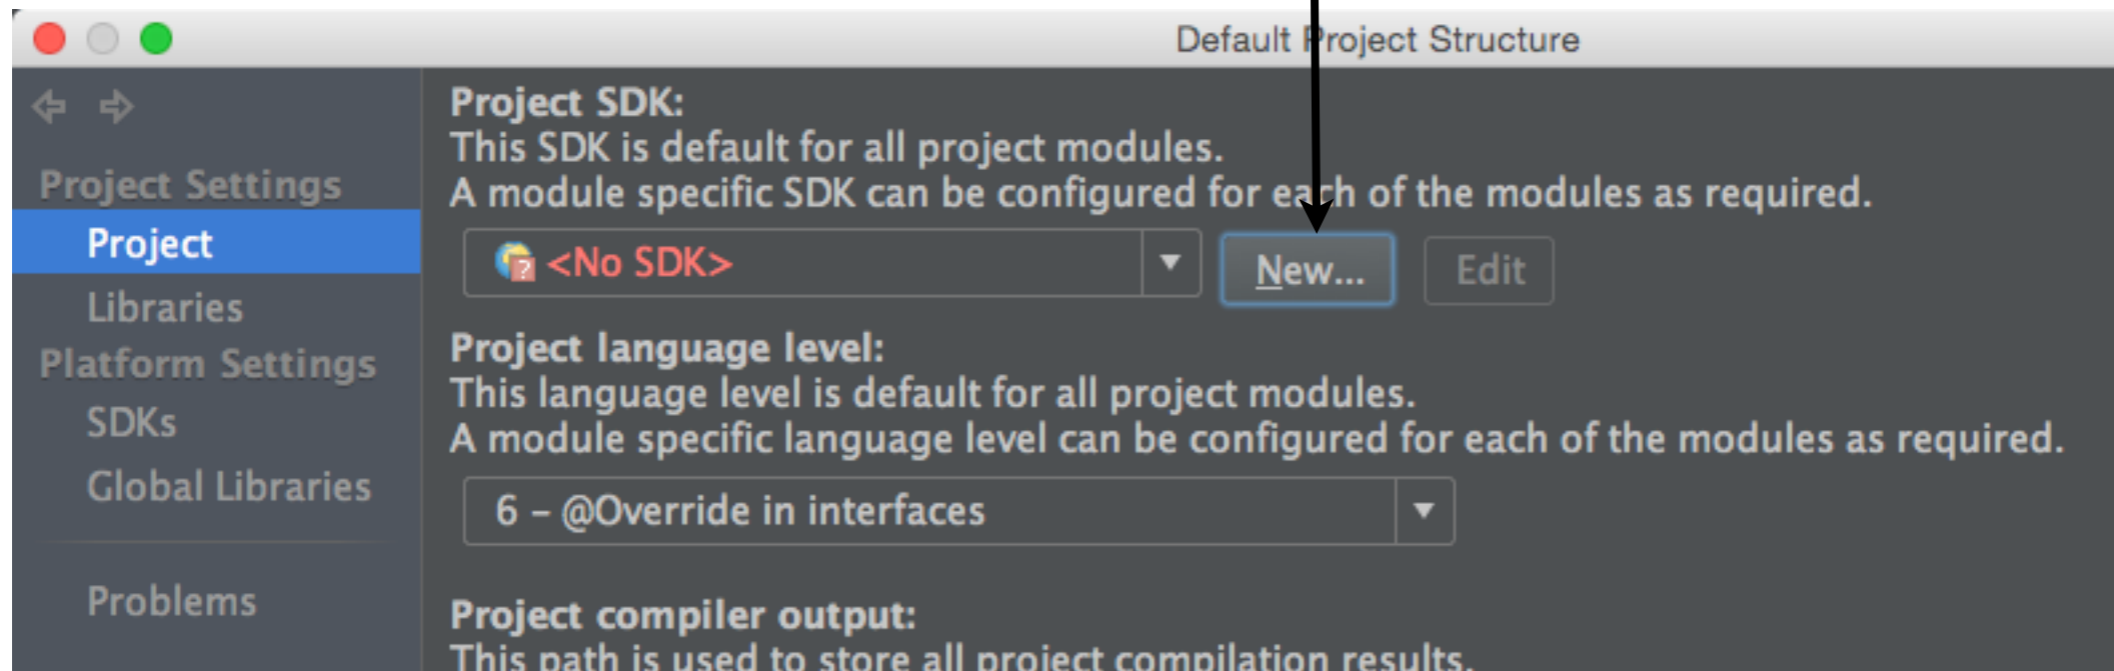 Default Project Structure
Project Settings
Project
Libraries
Platform Settings
SDKs
Global Libraries
Problems
Project SDK:
This SDK is default for all project modules.
A module specific SDK can be configured for each of the modules as required.
<No SDK>
New...
Edit
Project language level:
This language level is default for all project modules.
A module specific language level can be configured for each of the modules as required.
6 – @Override in interfaces
Project compiler output:
This path is used to store all project compilation results.